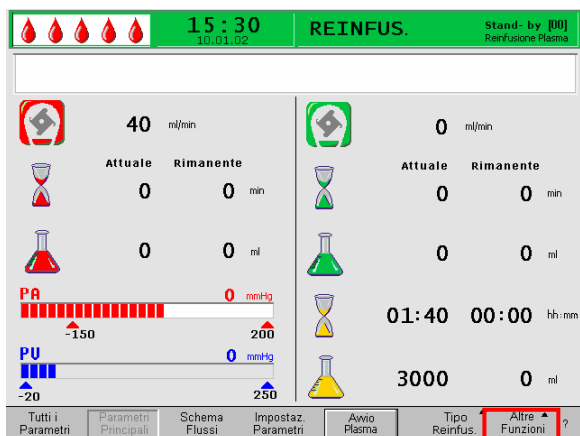 15:30 REINFUS. Stand- by [00]
10.01.02 Reinfusione Plasma
40 ml/min 0 ml/min
Attuale Rimanente Attuale Rimanente
0 0 min 0 0 min
0 0 ml 0 0 ml
PA 0 mmHg
-150 200
01:40 00:00 hh:mm
PV 0 mmHg
-20 250
3000 0 ml
Tutti i Parametri Schema Impostaz. Avvio Tipo Altre
Parametri Principali Flussi Parametri Plasma Reinfus. Funzioni ?